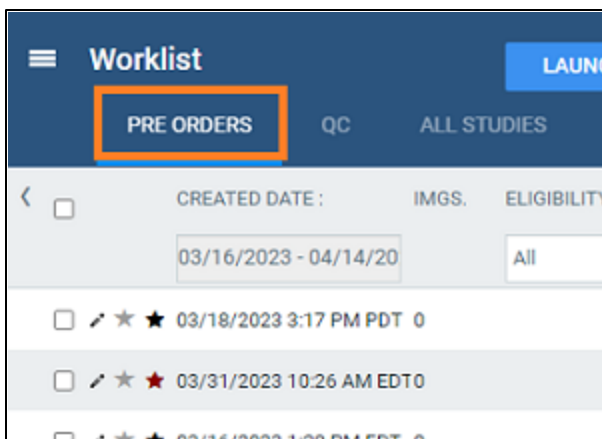 Worklist
LAUN
PRE ORDERS QC ALL STUDIES
CREATED DATE : IMGS. ELIGIBILITY
03/16/2023 - 04/14/20 All
03/18/2023 3:17 PM PDT 0
03/31/2023 10:26 AM EDT0